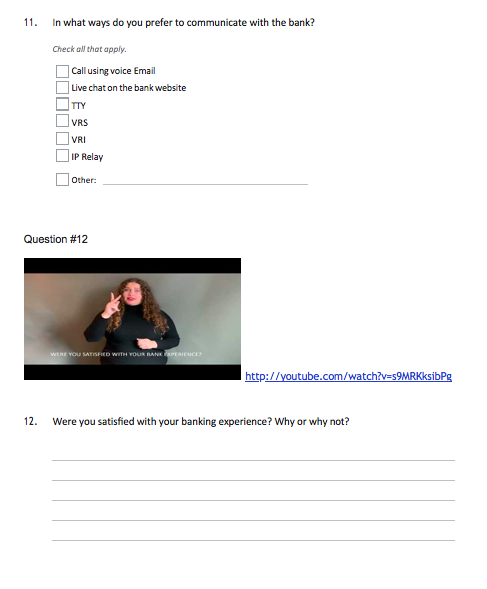 11. In what ways do you prefer to communicate with the bank?
Check all that apply.
Call using voice Email
Live chat on the bank website
TTY
VRS
VRI
IP Relay
Other:
Question #12
WERE YOU SATISFIED WITH YOUR BANK EXPERIENCE?
http://youtube.com/watch?v=s9MRKksibPg
12. Were you satisfied with your banking experience? Why or why not?